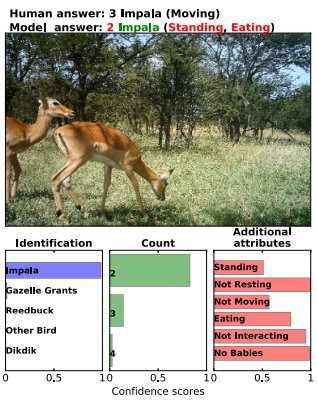 Human answer: 3 Impala (Moving)
Model answer: 2 Impala (Standing, Eating)
Identification
Impala
Gazelle Grants
Reedbuck
Other Bird
Dikdik
0 0.5 1
Count
2
3
4
0 0.5 1
Additional
attributes
Standing
Not Resting
Not Moving
Eating
Not Interacting
No Babies
0 0.5 1
Confidence scores